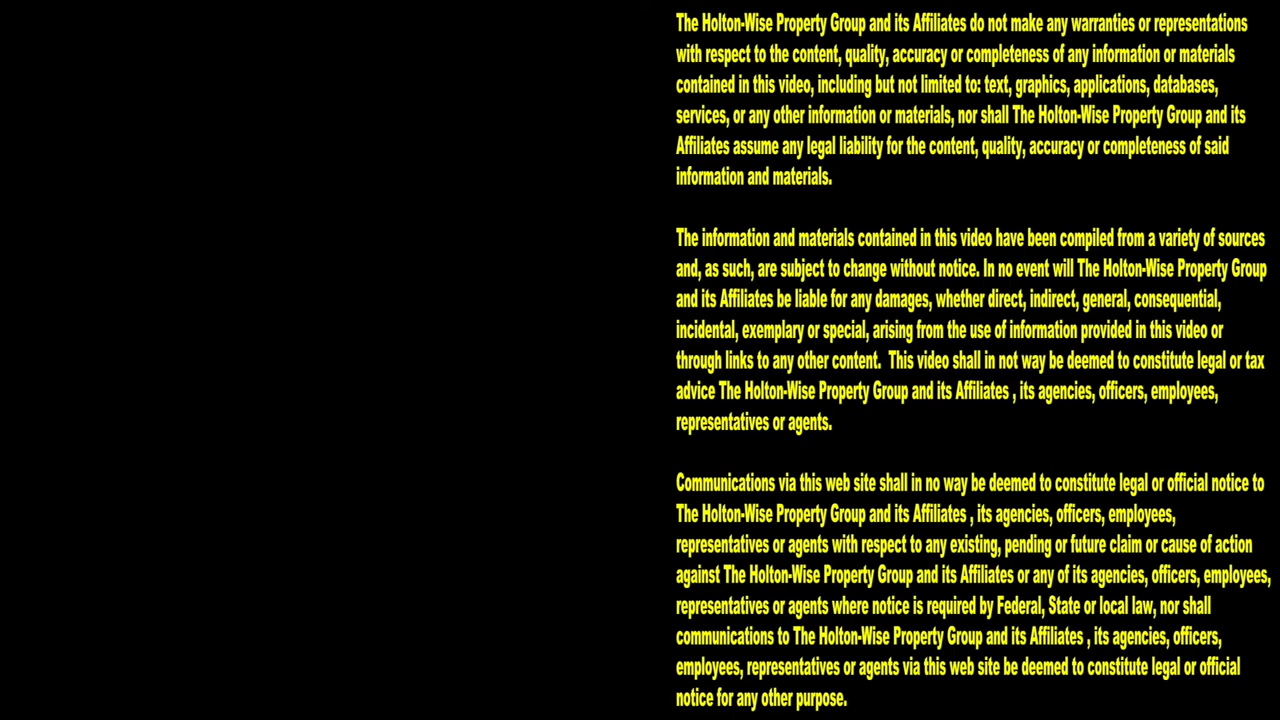 The Holton-Wise Property Group and its Affiliates do not make any warranties or representations
with respect to the content, quality, accuracy or completeness of any information or materials
contained in this video, including but not limited to: text, graphics, applications, databases,
services, or any other information or materials, nor shall The Holton-Wise Property Group and its
Affiliates assume any legal liability for the content, quality, accuracy or completeness of said
information and materials.
The information and materials contained in this video have been compiled from a variety of sources
and, as such, are subject to change without notice. In no event will The Holton-Wise Property Group
and its Affiliates be liable for any damages, whether direct, indirect, general, consequential,
incidental, exemplary or special, arising from the use of information provided in this video or
through links to any other content.  This video shall in not way be deemed to constitute legal or tax
advice The Holton-Wise Property Group and its Affiliates , its agencies, officers, employees,
representatives or agents.
Communications via this web site shall in no way be deemed to constitute legal or official notice to
The Holton-Wise Property Group and its Affiliates , its agencies, officers, employees,
representatives or agents with respect to any existing, pending or future claim or cause of action
against The Holton-Wise Property Group and its Affiliates or any of its agencies, officers, employees,
representatives or agents where notice is required by Federal, State or local law, nor shall
communications to The Holton-Wise Property Group and its Affiliates , its agencies, officers,
employees, representatives or agents via this web site be deemed to constitute legal or official
notice for any other purpose.